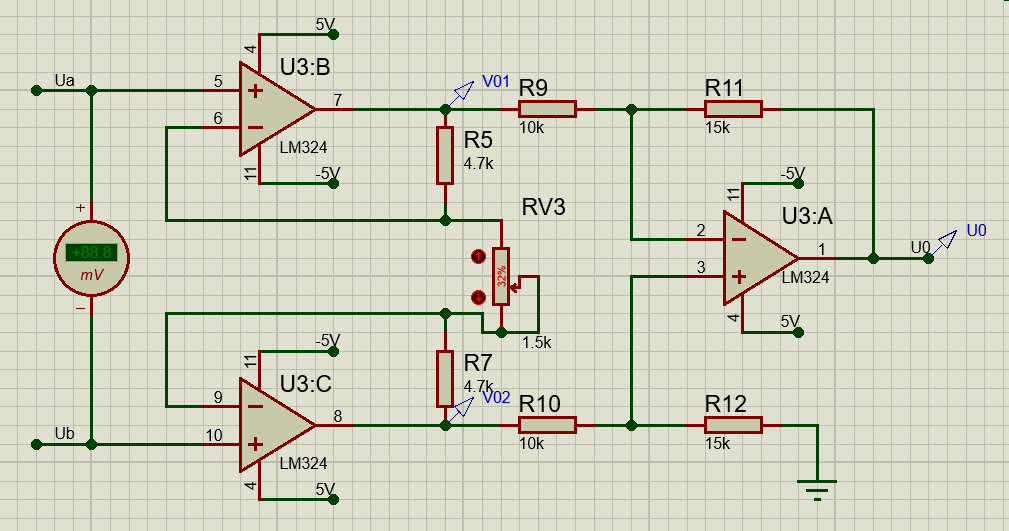 5V
Ua
4
U3:B
5
+
7
V01
R9
10k
R11
15k
6
−
LM324
11
-5V
R5
4.7k
+
+88.8
mV
−
RV3
32%
1.5k
-5V
11
U3:A
2
−
3
+
1
LM324
4
5V
U0
U0
-5V
11
U3:C
9
−
8
R7
4.7k
V02
R10
10k
R12
15k
Ub
10
+
LM324
4
5V